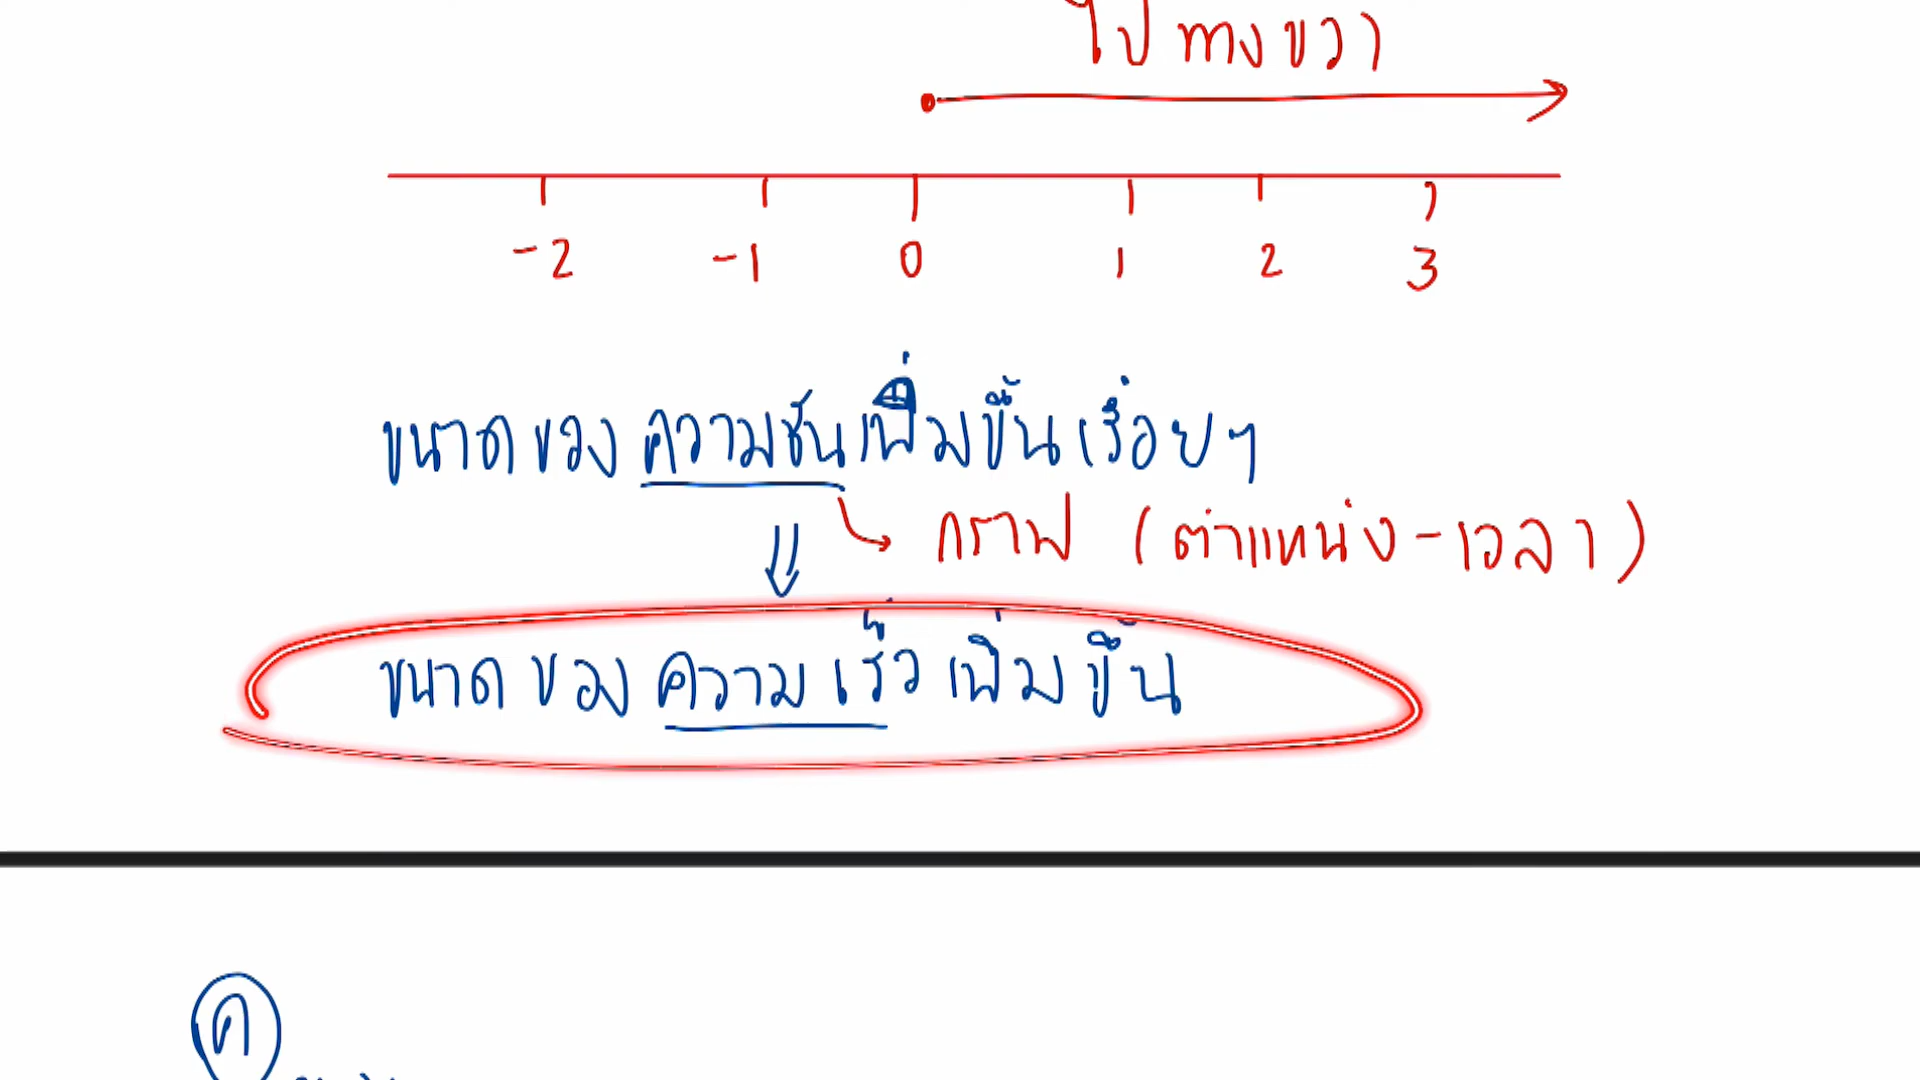 ไปทางขวา
-2 -1 0 1 2 3
ขนาดของความชันเพิ่มขึ้นเรื่อยๆ
กราฟ (ตำแหน่ง-เวลา)
ขนาดของความเร็วเพิ่มขึ้น
ค